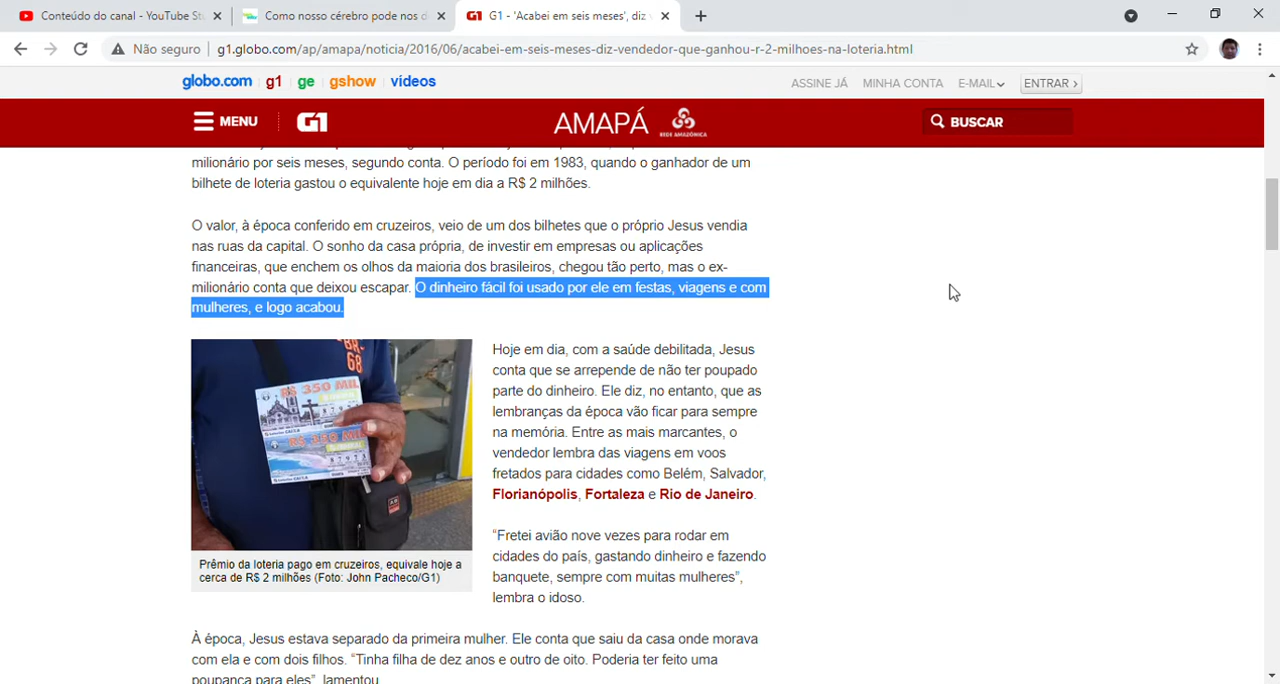 Conteúdo do canal - YouTube St
Como nosso cérebro pode nos d
G1 - 'Acabei em seis meses', diz v
Não seguro
g1.globo.com/ap/amapa/noticia/2016/06/acabei-em-seis-meses-diz-vendedor-que-ganhou-r-2-milhoes-na-loteria.html
globo.com g1 ge gshow videos
ASSINE JÁ MINHA CONTA E-MAIL ENTRAR ›
MENU G1 AMAPÁ REDE AMAZÔNICA BUSCAR
milionário por seis meses, segundo conta. O período foi em 1983, quando o ganhador de um
bilhete de loteria gastou o equivalente hoje em dia a R$ 2 milhões.
O valor, à época conferido em cruzeiros, veio de um dos bilhetes que o próprio Jesus vendia
nas ruas da capital. O sonho da casa própria, de investir em empresas ou aplicações
financeiras, que enchem os olhos da maioria dos brasileiros, chegou tão perto, mas o ex-
milionário conta que deixou escapar. O dinheiro fácil foi usado por ele em festas, viagens e com
mulheres, e logo acabou.
BR-
68
R$ 350 MIL
R$ 350 MIL
Prêmio da loteria pago em cruzeiros, equivale hoje a
cerca de R$ 2 milhões (Foto: John Pacheco/G1)
Hoje em dia, com a saúde debilitada, Jesus
conta que se arrepende de não ter poupado
parte do dinheiro. Ele diz, no entanto, que as
lembranças da época vão ficar para sempre
na memória. Entre as mais marcantes, o
vendedor lembra das viagens em voos
fretados para cidades como Belém, Salvador,
Florianópolis, Fortaleza e Rio de Janeiro.
“Fretei avião nove vezes para rodar em
cidades do país, gastando dinheiro e fazendo
banquete, sempre com muitas mulheres”,
lembra o idoso.
À época, Jesus estava separado da primeira mulher. Ele conta que saiu da casa onde morava
com ela e com dois filhos. “Tinha filha de dez anos e outro de oito. Poderia ter feito uma
poupança para eles”, lamentou.